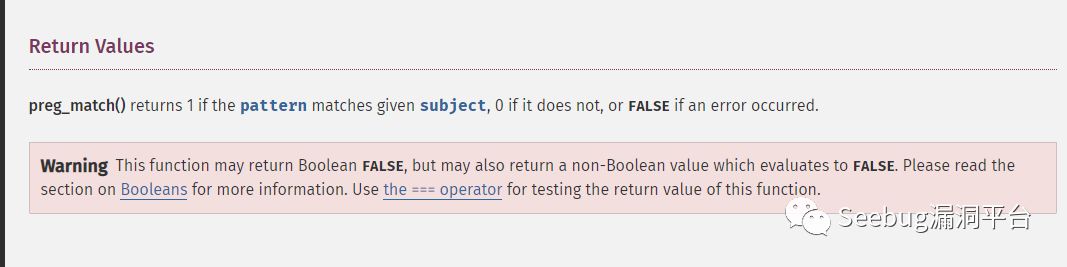 Return Values
preg_match() returns 1 if the pattern matches given subject, 0 if it does not, or FALSE if an error occurred.
Warning This function may return Boolean FALSE, but may also return a non-Boolean value which evaluates to FALSE. Please read the
section on Booleans for more information. Use the === operator for testing the return value of this function.
Seebug漏洞平台